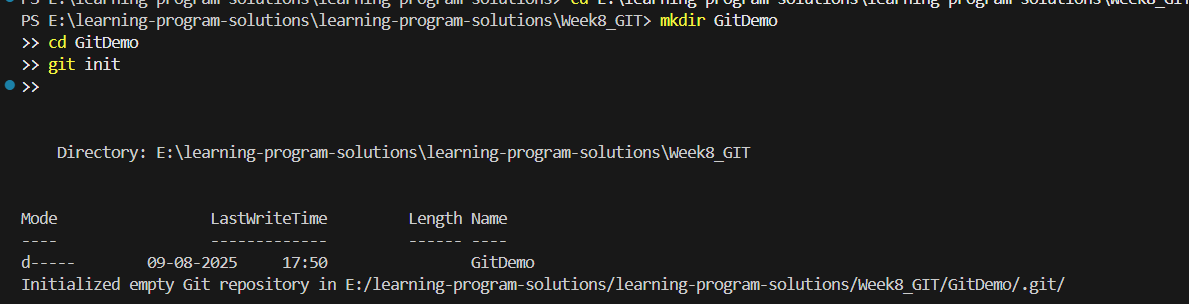 PS E:\learning-program-solutions\learning-program-solutions> cd E:\learning-program-solutions\learning-program-solutions\Week8_GIT
PS E:\learning-program-solutions\learning-program-solutions\Week8_GIT> mkdir GitDemo
>> cd GitDemo
>> git init
>>
Directory: E:\learning-program-solutions\learning-program-solutions\Week8_GIT
Mode LastWriteTime Length Name
---- ------------- ------ ----
d----- 09-08-2025 17:50 GitDemo
Initialized empty Git repository in E:/learning-program-solutions/learning-program-solutions/Week8_GIT/GitDemo/.git/